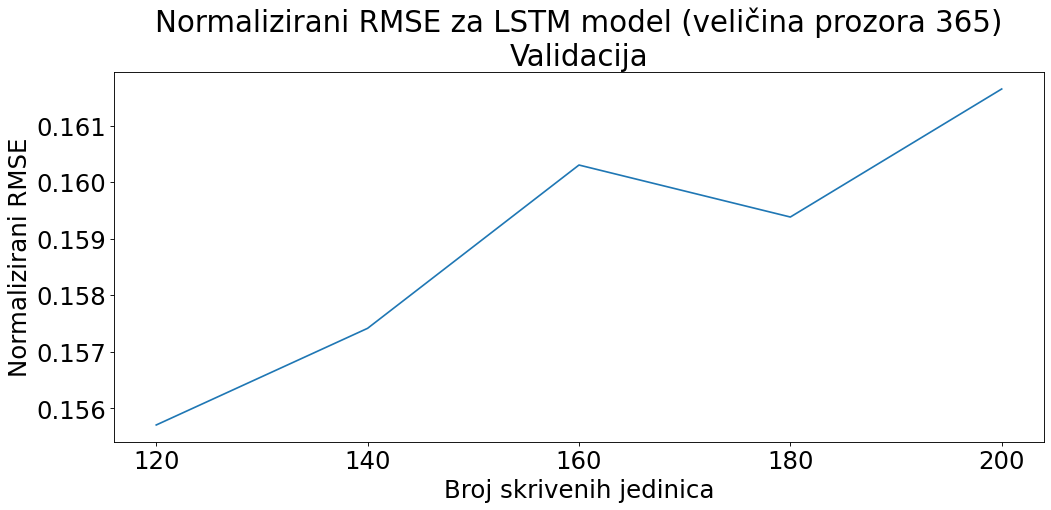 Normalizirani RMSE za LSTM model (veličina prozora 365)
Validacija
Normalizirani RMSE
0.161
0.160
0.159
0.158
0.157
0.156
120 140 160 180 200
Broj skrivenih jedinica